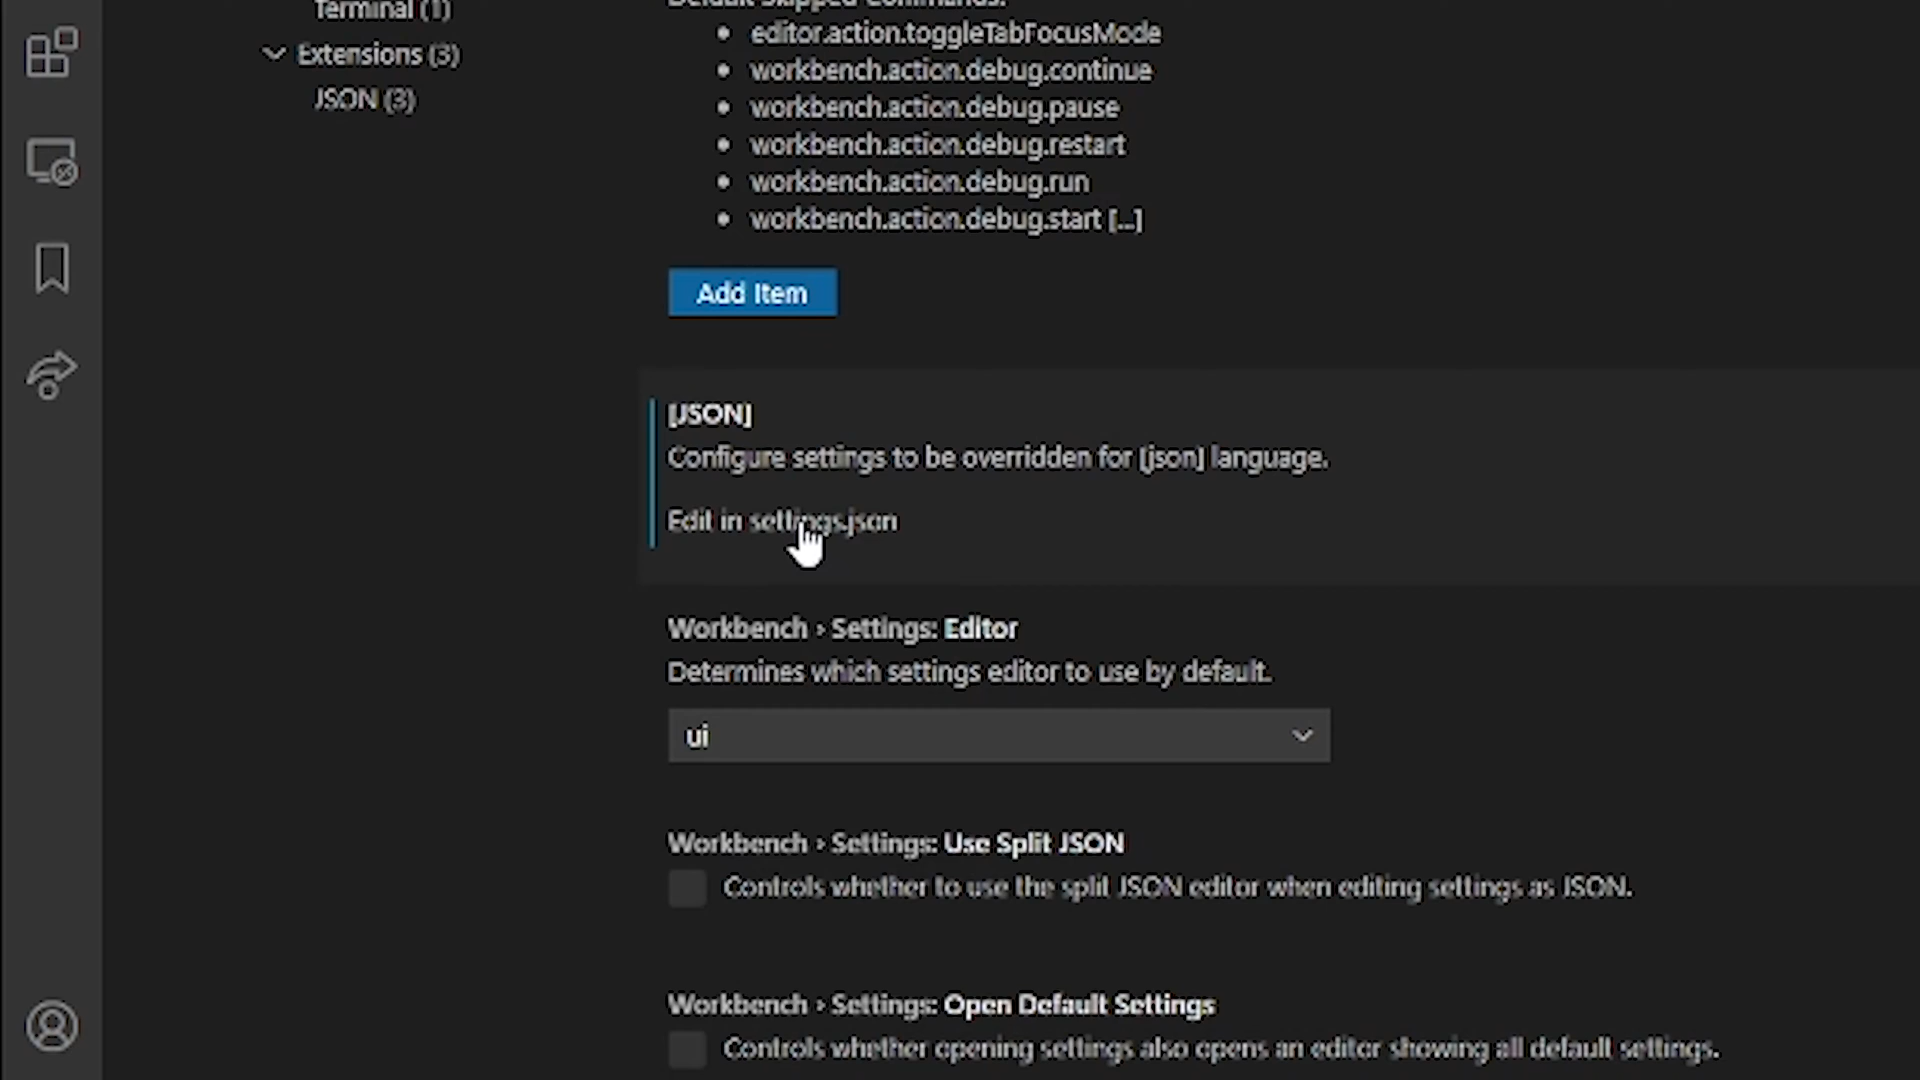 Terminal (1)
Extensions (3)
JSON (3)
Default Skipped Commands:
editor.action.toggleTabFocusMode
workbench.action.debug.continue
workbench.action.debug.pause
workbench.action.debug.restart
workbench.action.debug.run
workbench.action.debug.start [...]
Add Item
[JSON]
Configure settings to be overridden for [json] language.
Edit in settings.json
Workbench › Settings: Editor
Determines which settings editor to use by default.
ui
Workbench › Settings: Use Split JSON
Controls whether to use the split JSON editor when editing settings as JSON.
Workbench › Settings: Open Default Settings
Controls whether opening settings also opens an editor showing all default settings.